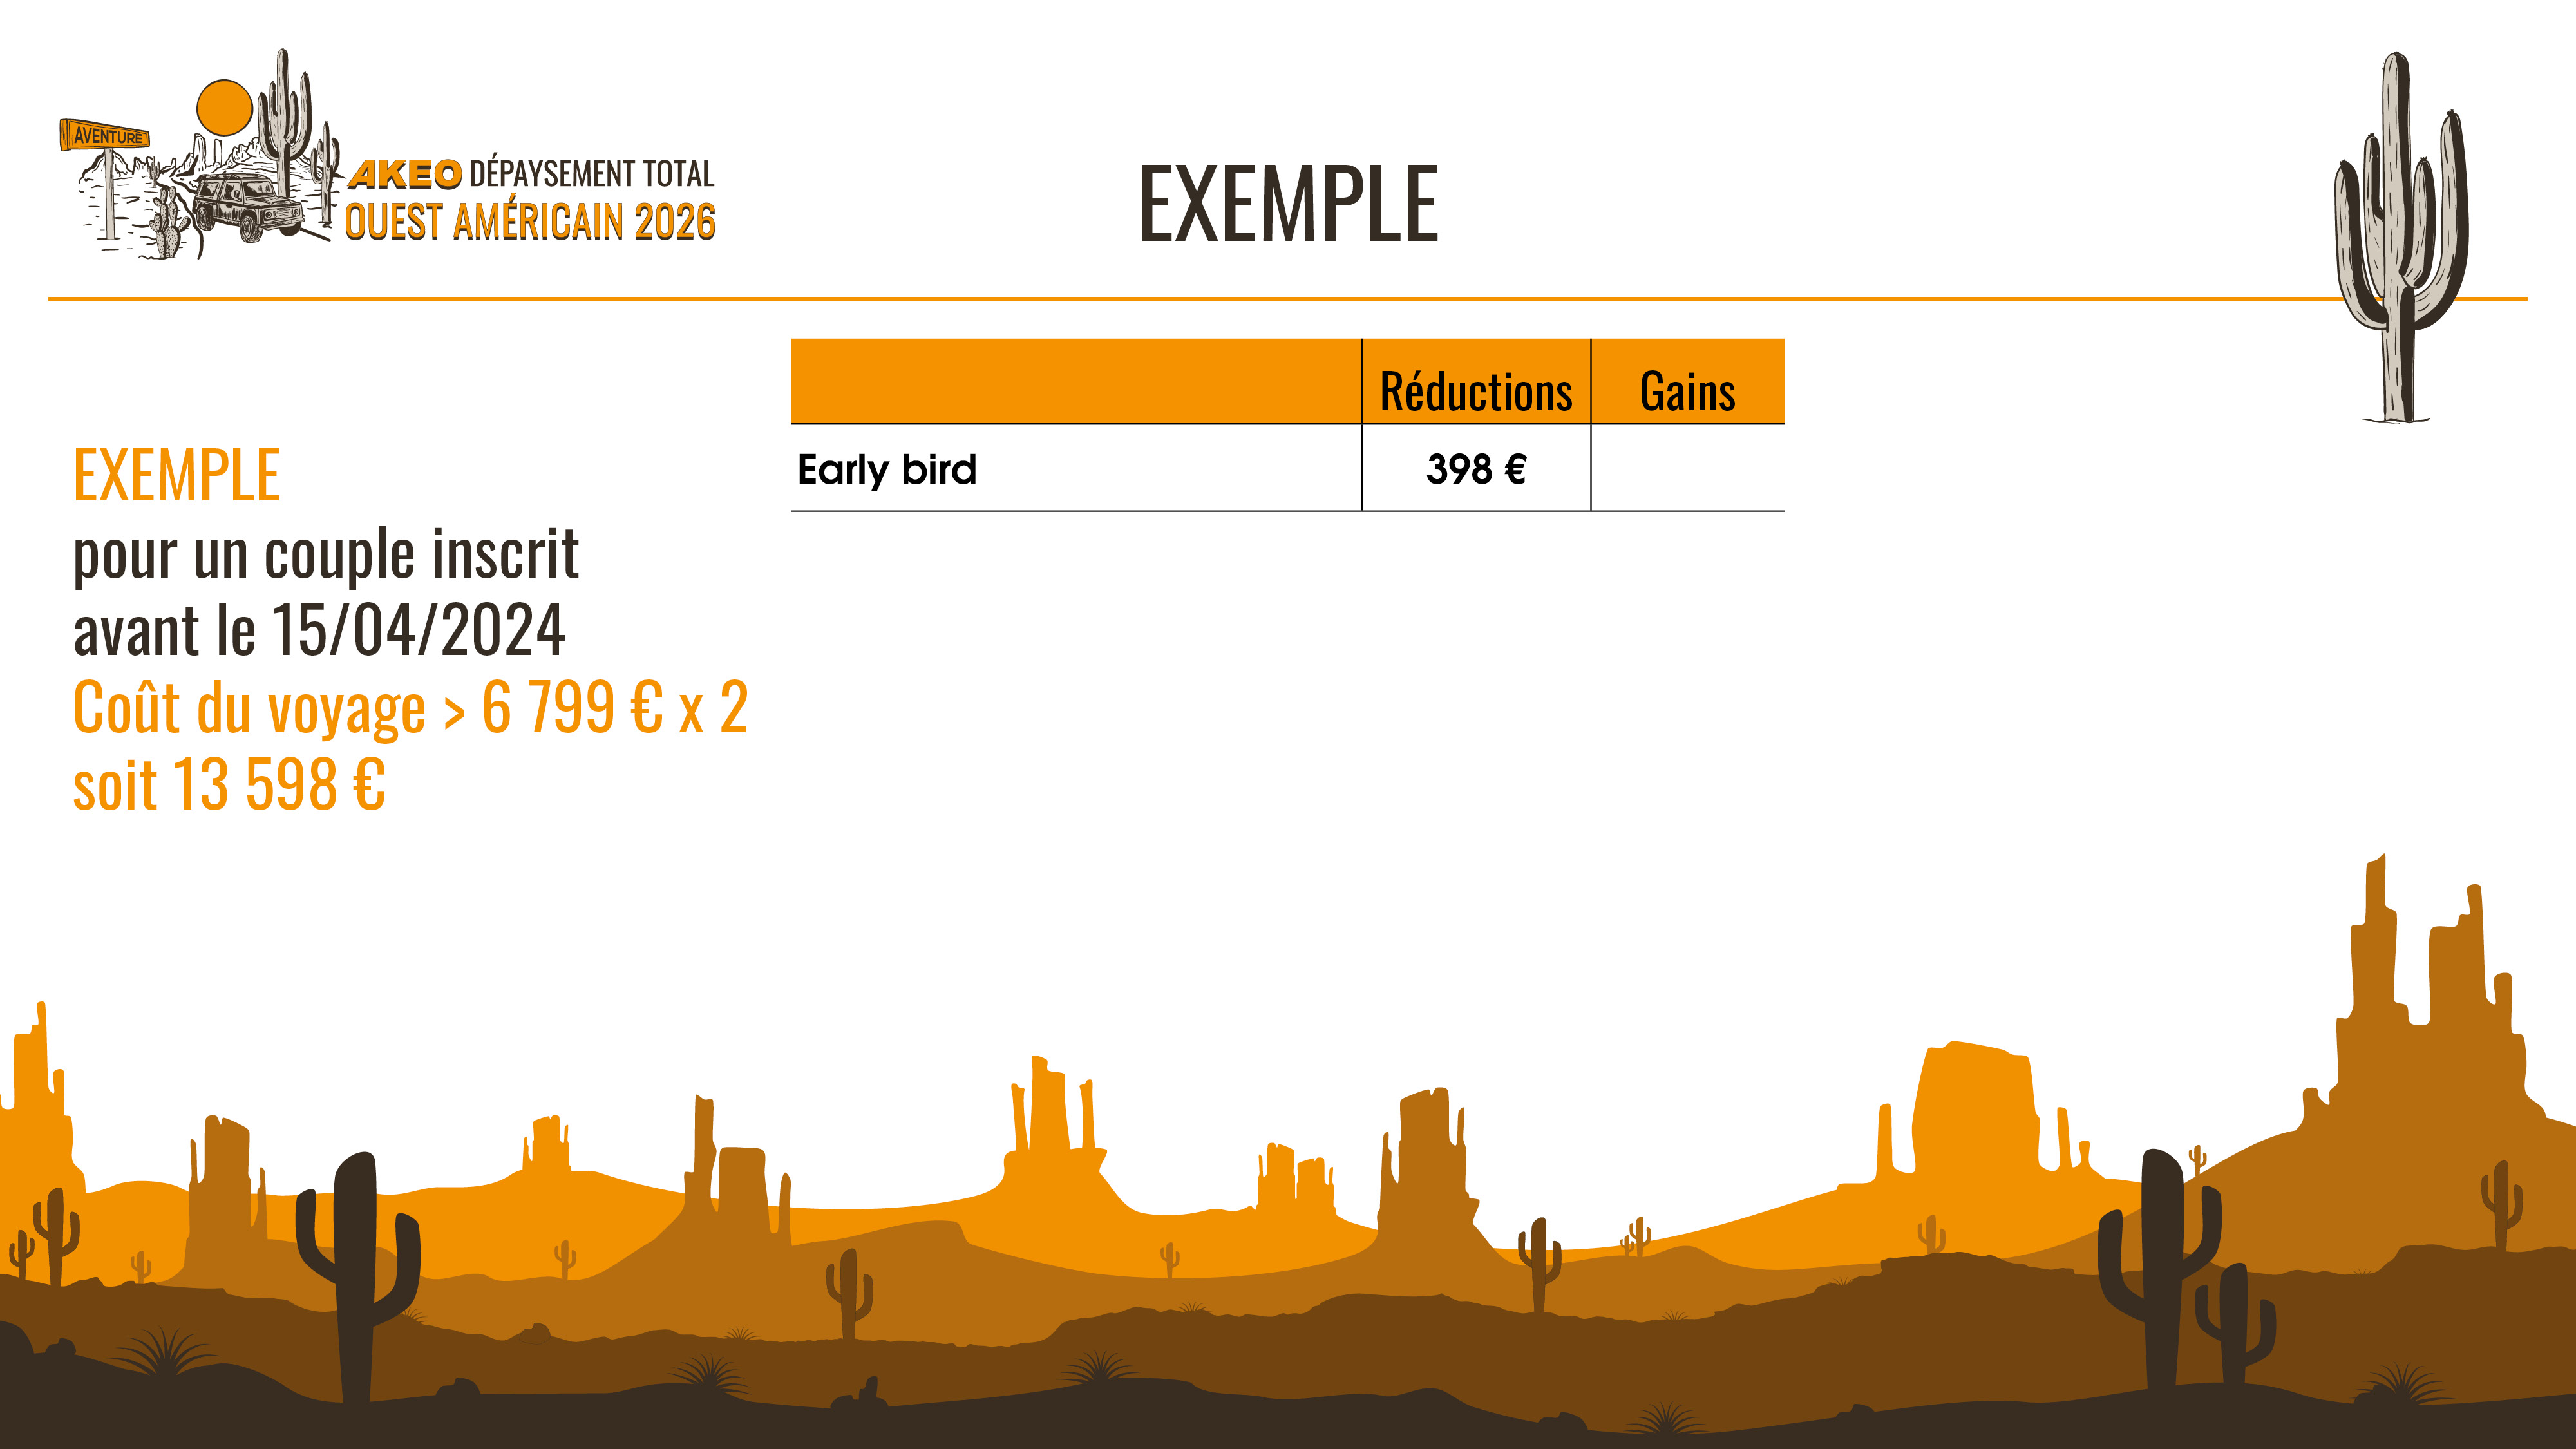 AVENTURE
AKEO DÉPAYSEMENT TOTAL
OUEST AMÉRICAIN 2026
EXEMPLE
Réductions Gains
Early bird 398 €
EXEMPLE
pour un couple inscrit
avant le 15/04/2024
Coût du voyage > 6 799 € x 2
soit 13 598 €